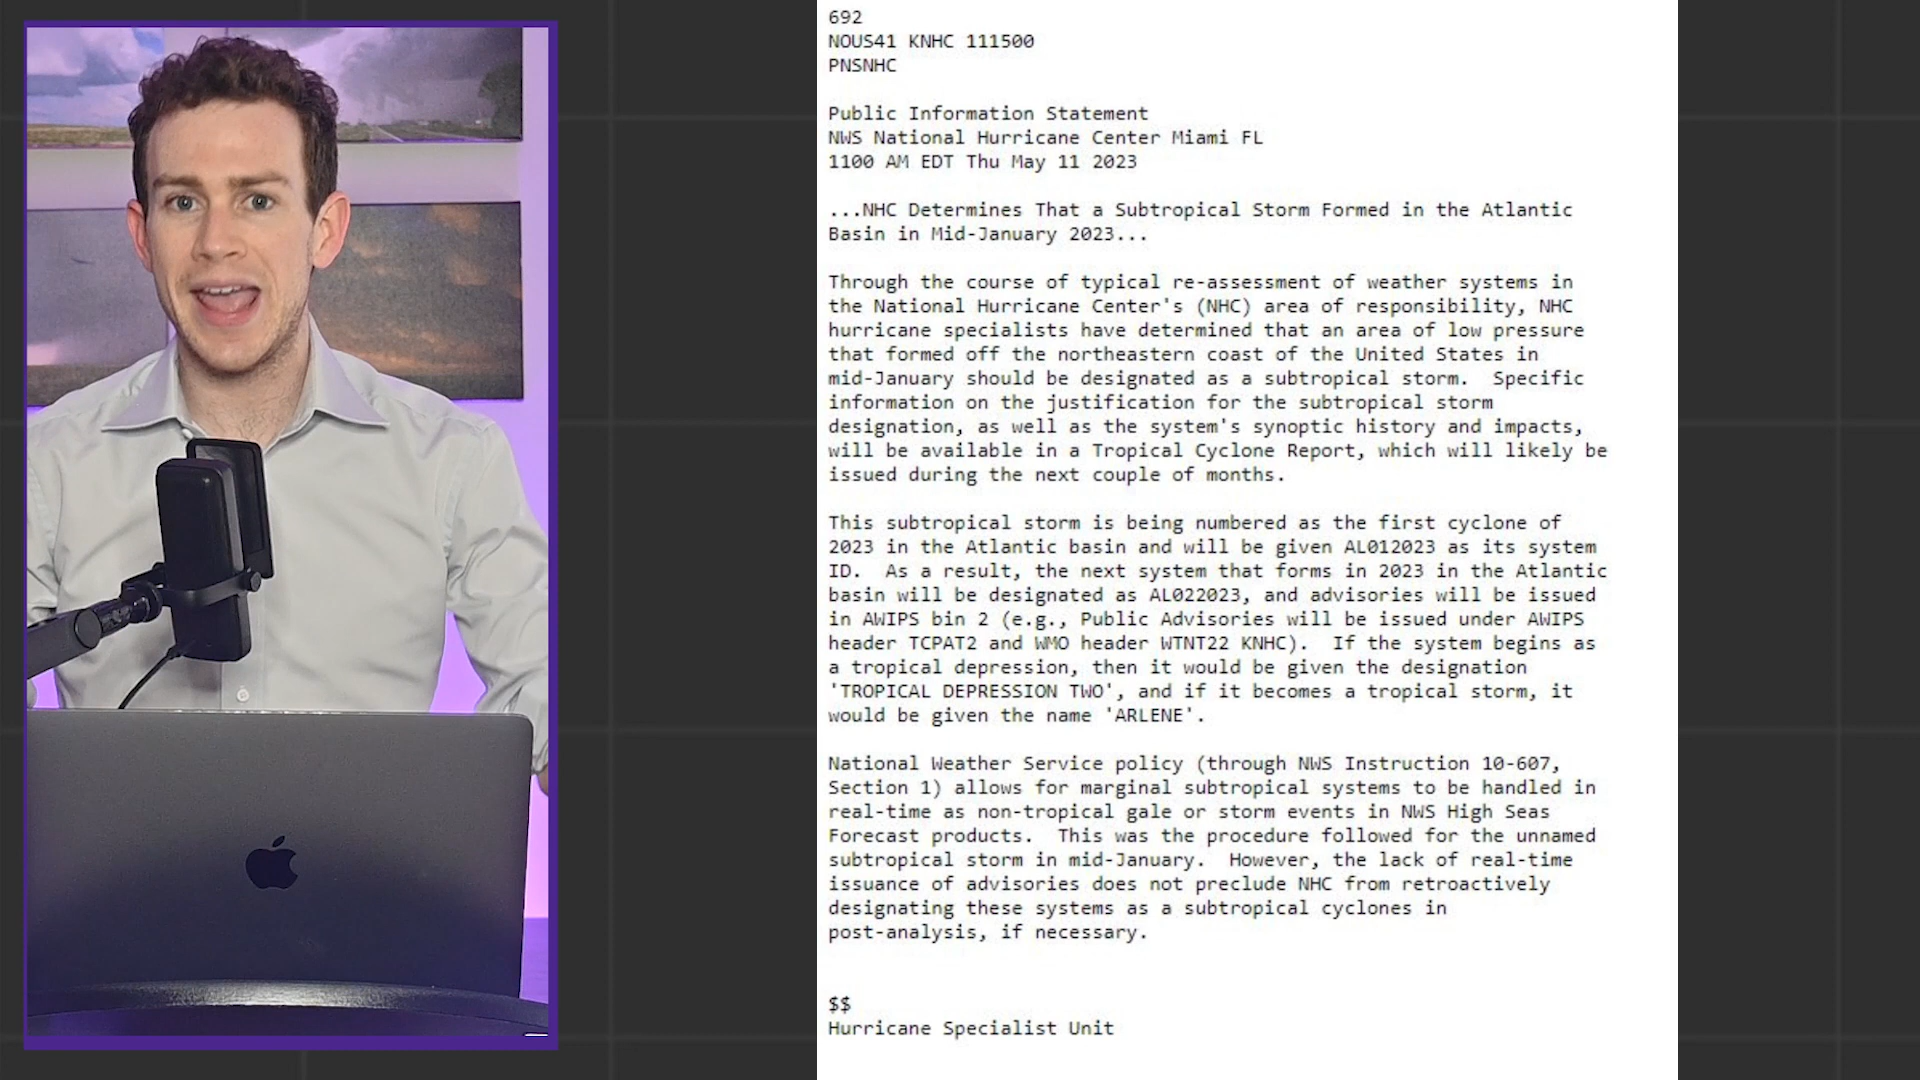 692
NOUS41 KNHC 111500
PNSNHC
Public Information Statement
NWS National Hurricane Center Miami FL
1100 AM EDT Thu May 11 2023
...NHC Determines That a Subtropical Storm Formed in the Atlantic
Basin in Mid-January 2023...
Through the course of typical re-assessment of weather systems in
the National Hurricane Center's (NHC) area of responsibility, NHC
hurricane specialists have determined that an area of low pressure
that formed off the northeastern coast of the United States in
mid-January should be designated as a subtropical storm.  Specific
information on the justification for the subtropical storm
designation, as well as the system's synoptic history and impacts,
will be available in a Tropical Cyclone Report, which will likely be
issued during the next couple of months.
This subtropical storm is being numbered as the first cyclone of
2023 in the Atlantic basin and will be given AL012023 as its system
ID.  As a result, the next system that forms in 2023 in the Atlantic
basin will be designated as AL022023, and advisories will be issued
in AWIPS bin 2 (e.g., Public Advisories will be issued under AWIPS
header TCPAT2 and WMO header WTNT22 KNHC).  If the system begins as
a tropical depression, then it would be given the designation
'TROPICAL DEPRESSION TWO', and if it becomes a tropical storm, it
would be given the name 'ARLENE'.
National Weather Service policy (through NWS Instruction 10-607,
Section 1) allows for marginal subtropical systems to be handled in
real-time as non-tropical gale or storm events in NWS High Seas
Forecast products.  This was the procedure followed for the unnamed
subtropical storm in mid-January.  However, the lack of real-time
issuance of advisories does not preclude NHC from retroactively
designating these systems as a subtropical cyclones in
post-analysis, if necessary.
$$
Hurricane Specialist Unit